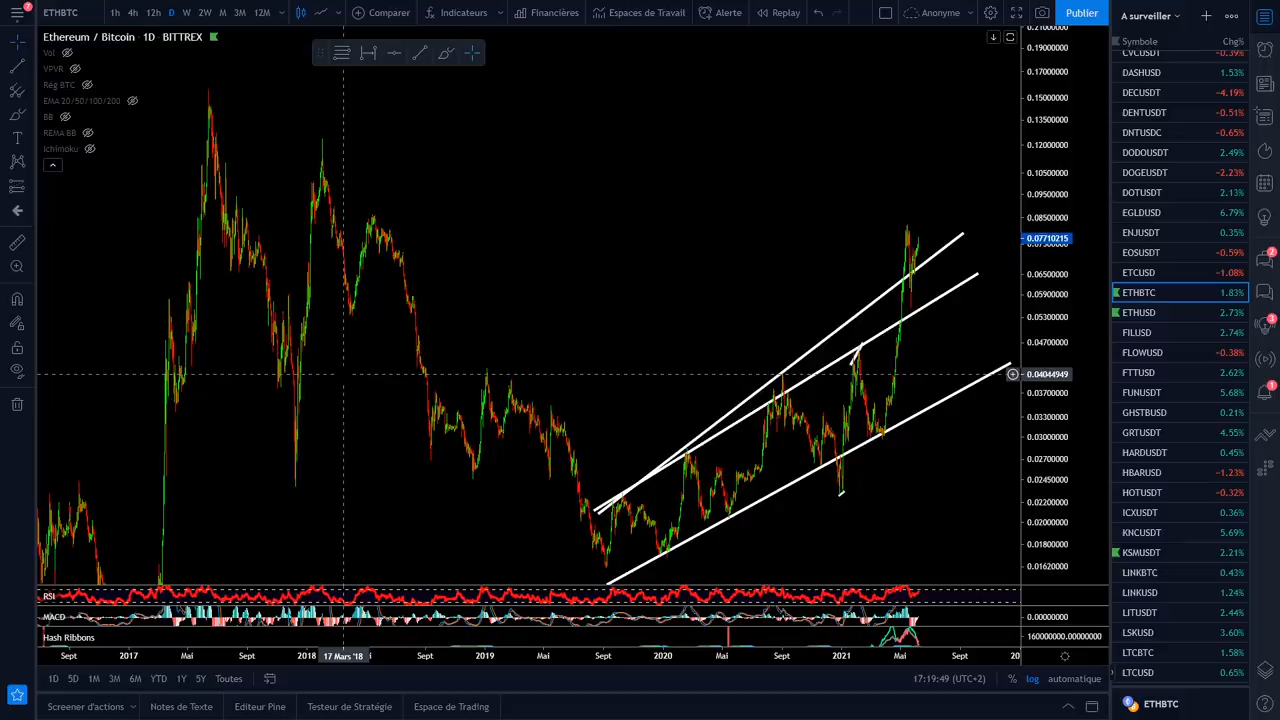 7
ETHBTC
1h 4h 12h D W 2W M 3M 12M
Comparer
Indicateurs
Financières
Espaces de Travail
Alerte
Replay
Anonyme
Publier
Ethereum / Bitcoin · 1D · BITTREX
Vol
VPVR
Rég BTC
EMA 20/50/100/200
BB
REMA BB
Ichimoku
0.21000000
0.19000000
0.17000000
0.15000000
0.13500000
0.12000000
0.10500000
0.09500000
0.08500000
0.07710215
0.06500000
0.05900000
0.05300000
0.04700000
0.04044949
0.03700000
0.03300000
0.03000000
0.02700000
0.02450000
0.02200000
0.02000000
0.01800000
0.01620000
RSI
MACD
0.00000000
Hash Ribbons
160000000.00000000
Sept 2017 Mai Sept 2018 17 Mars '18 Sept 2019 Mai Sept 2020 Mai Sept 2021 Mai Sept
1D 5D 1M 3M 6M YTD 1Y 5Y Toutes
17:19:49 (UTC+2)
% log automatique
Screener d'actions
Notes de Texte
Editeur Pine
Testeur de Stratégie
Espace de Trading
A surveiller
Symbole Chg%
CVCUSDT −0.39%
DASHUSD 1.53%
DECUSDT −4.19%
DENTUSDT −0.51%
DNTUSDC −0.65%
DODOUSDT 2.49%
DOGEUSDT −2.23%
DOTUSDT 2.13%
EGLDUSD 6.79%
ENJUSDT 0.35%
EOSUSDT −0.59%
ETCUSD −1.08%
ETHBTC 1.83%
ETHUSD 2.73%
FILUSD 2.74%
FLOWUSD −0.38%
FTTUSD 2.62%
FUNUSDT 5.68%
GHSTBUSD 0.21%
GRTUSDT 4.55%
HARDUSDT 0.45%
HBARUSDT −1.23%
HOTUSDT −0.32%
ICXUSDT 0.36%
KNCUSDT 5.69%
KSMUSDT 2.21%
LINKBTC 0.43%
LINKUSD 1.24%
LITUSDT 2.44%
LSKUSD 3.60%
LTCBTC 1.58%
LTCUSD 0.65%
ETHBTC
2
3
1